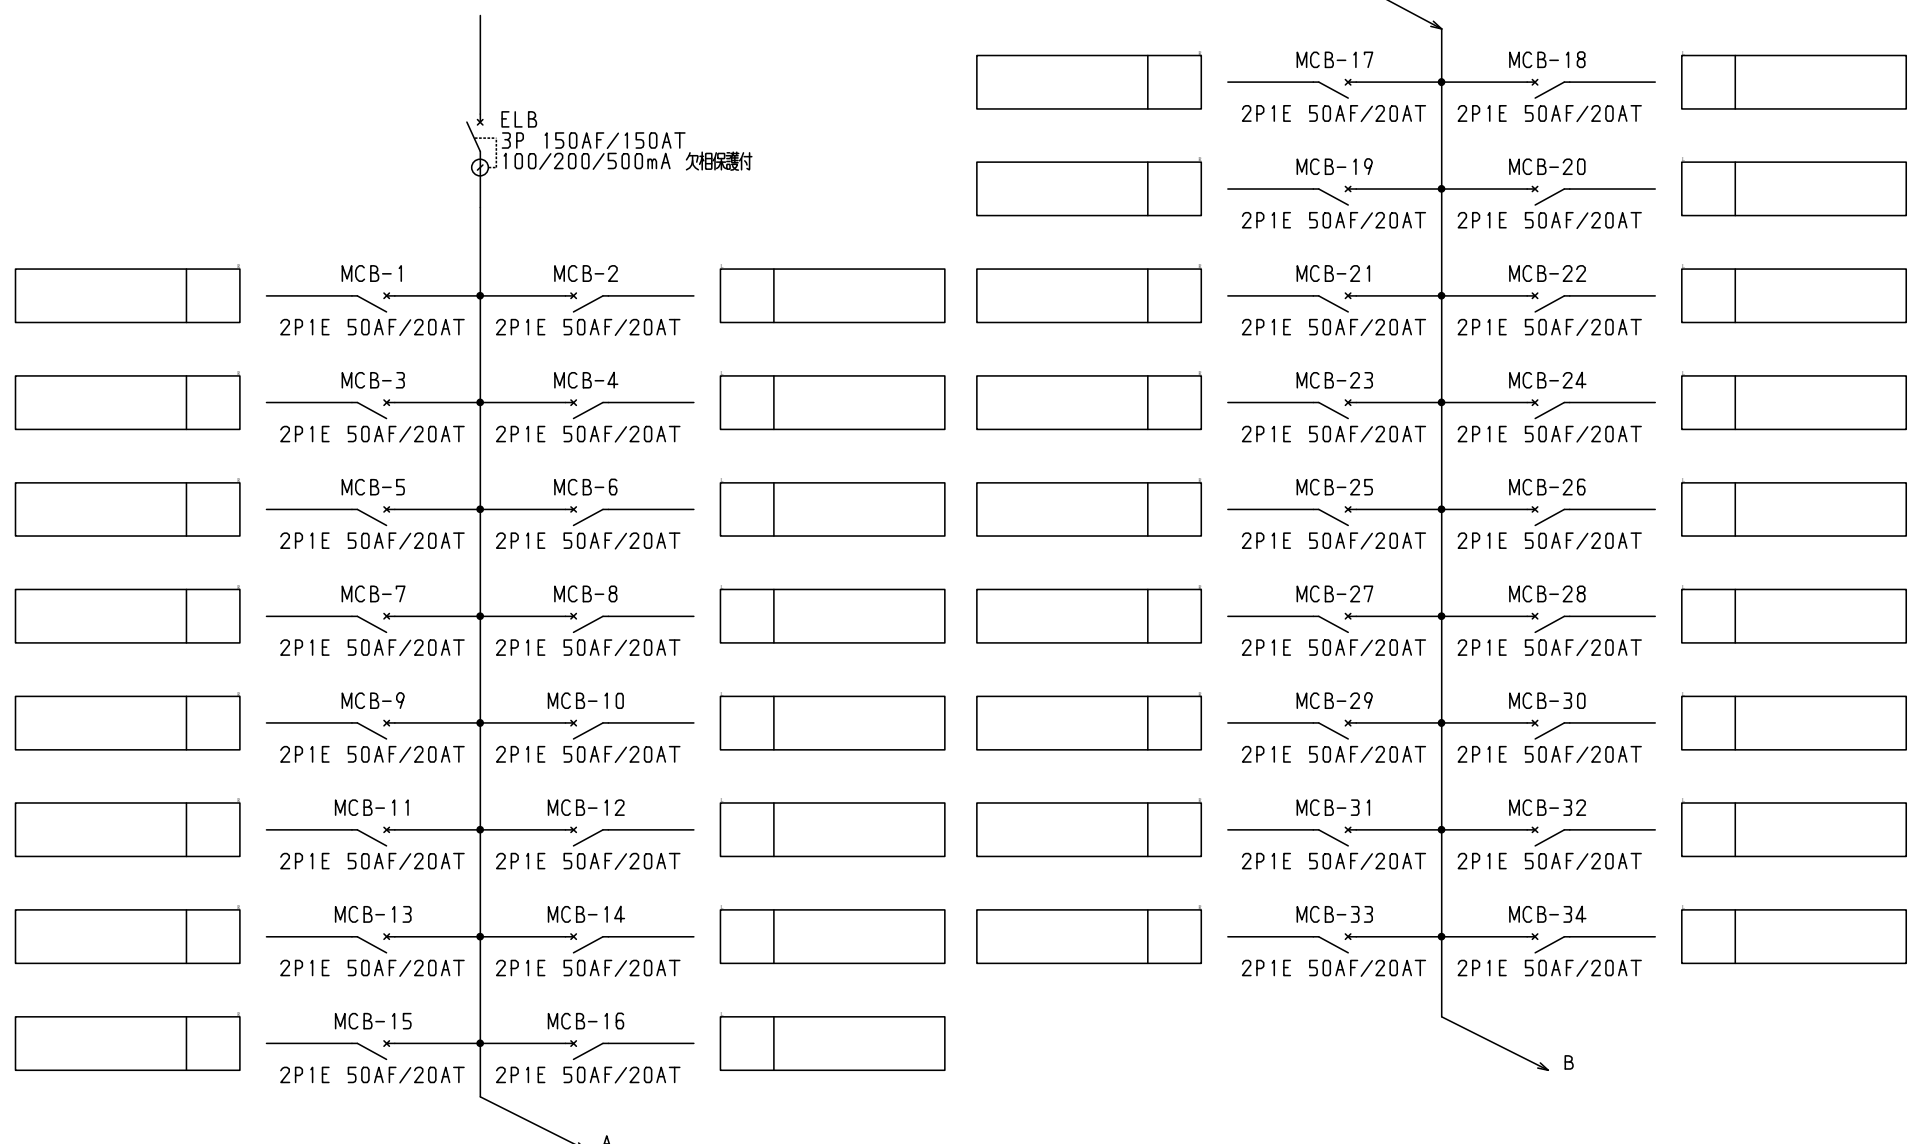 ELB
3P 150AF/150AT
100/200/500mA 欠相保護付
MCB-1 MCB-2
2P1E 50AF/20AT 2P1E 50AF/20AT
MCB-3 MCB-4
2P1E 50AF/20AT 2P1E 50AF/20AT
MCB-5 MCB-6
2P1E 50AF/20AT 2P1E 50AF/20AT
MCB-7 MCB-8
2P1E 50AF/20AT 2P1E 50AF/20AT
MCB-9 MCB-10
2P1E 50AF/20AT 2P1E 50AF/20AT
MCB-11 MCB-12
2P1E 50AF/20AT 2P1E 50AF/20AT
MCB-13 MCB-14
2P1E 50AF/20AT 2P1E 50AF/20AT
MCB-15 MCB-16
2P1E 50AF/20AT 2P1E 50AF/20AT
A
MCB-17 MCB-18
2P1E 50AF/20AT 2P1E 50AF/20AT
MCB-19 MCB-20
2P1E 50AF/20AT 2P1E 50AF/20AT
MCB-21 MCB-22
2P1E 50AF/20AT 2P1E 50AF/20AT
MCB-23 MCB-24
2P1E 50AF/20AT 2P1E 50AF/20AT
MCB-25 MCB-26
2P1E 50AF/20AT 2P1E 50AF/20AT
MCB-27 MCB-28
2P1E 50AF/20AT 2P1E 50AF/20AT
MCB-29 MCB-30
2P1E 50AF/20AT 2P1E 50AF/20AT
MCB-31 MCB-32
2P1E 50AF/20AT 2P1E 50AF/20AT
MCB-33 MCB-34
2P1E 50AF/20AT 2P1E 50AF/20AT
B